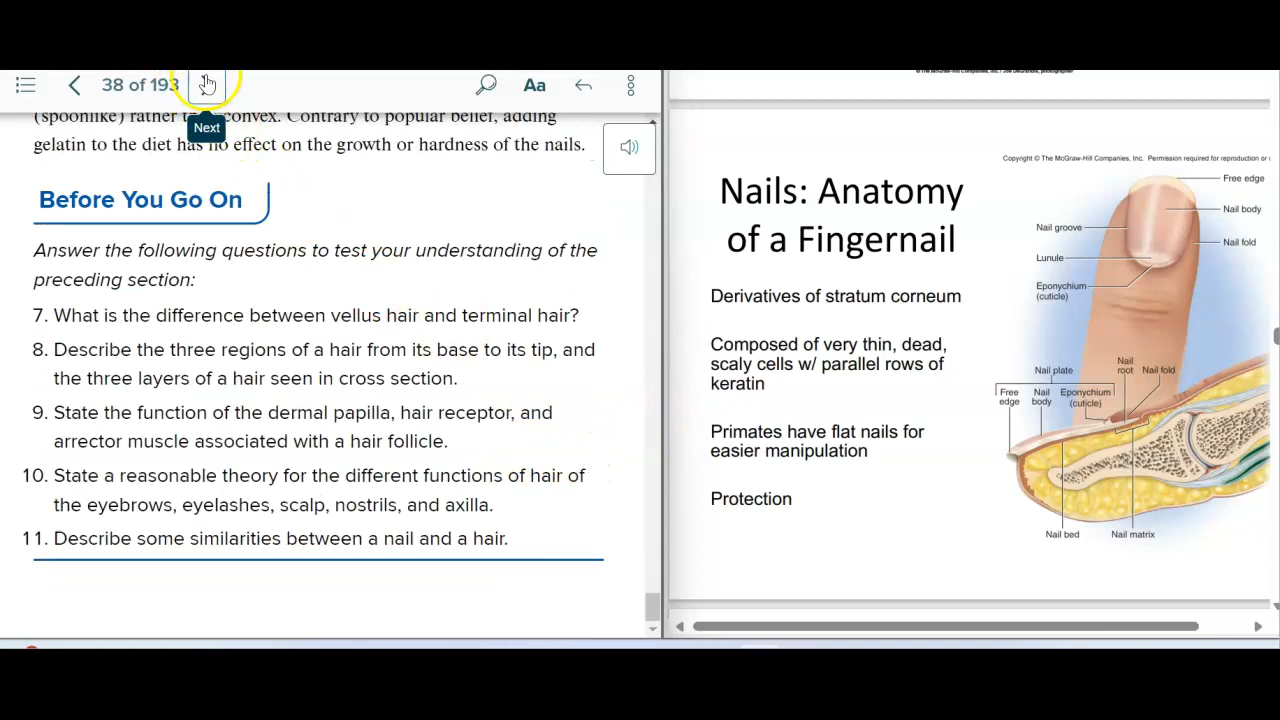 38 of 193
Aa
Next
(spoonlike) rather convex. Contrary to popular belief, adding
gelatin to the diet has no effect on the growth or hardness of the nails.
Before You Go On
Answer the following questions to test your understanding of the
preceding section:
7. What is the difference between vellus hair and terminal hair?
8. Describe the three regions of a hair from its base to its tip, and
the three layers of a hair seen in cross section.
9. State the function of the dermal papilla, hair receptor, and
arrector muscle associated with a hair follicle.
10. State a reasonable theory for the different functions of hair of
the eyebrows, eyelashes, scalp, nostrils, and axilla.
11. Describe some similarities between a nail and a hair.
Copyright © The McGraw-Hill Companies, Inc. Permission required for reproduction or
Nails: Anatomy
of a Fingernail
Derivatives of stratum corneum
Composed of very thin, dead,
scaly cells w/ parallel rows of
keratin
Primates have flat nails for
easier manipulation
Protection
Free edge
Nail body
Nail groove
Nail fold
Lunule
Eponychium
(cuticle)
Nail plate
Nail
root
Nail fold
Free
edge
Nail
body
Eponychium
(cuticle)
Nail bed
Nail matrix